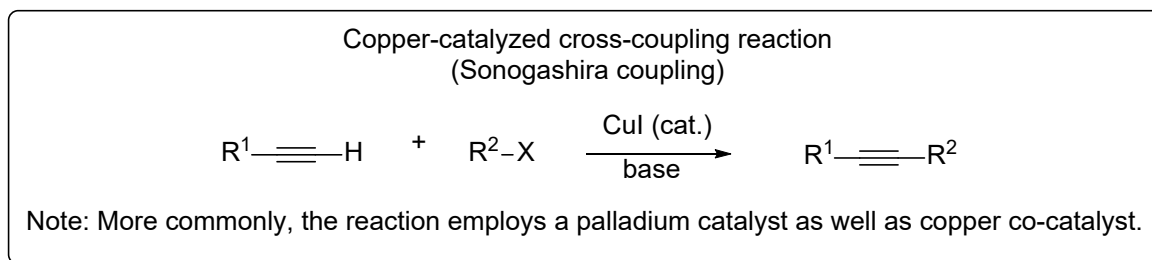 Copper-catalyzed cross-coupling reaction
(Sonogashira coupling)
R¹ H + R²–X CuI (cat.) base R¹ R²
Note: More commonly, the reaction employs a palladium catalyst as well as copper co-catalyst.